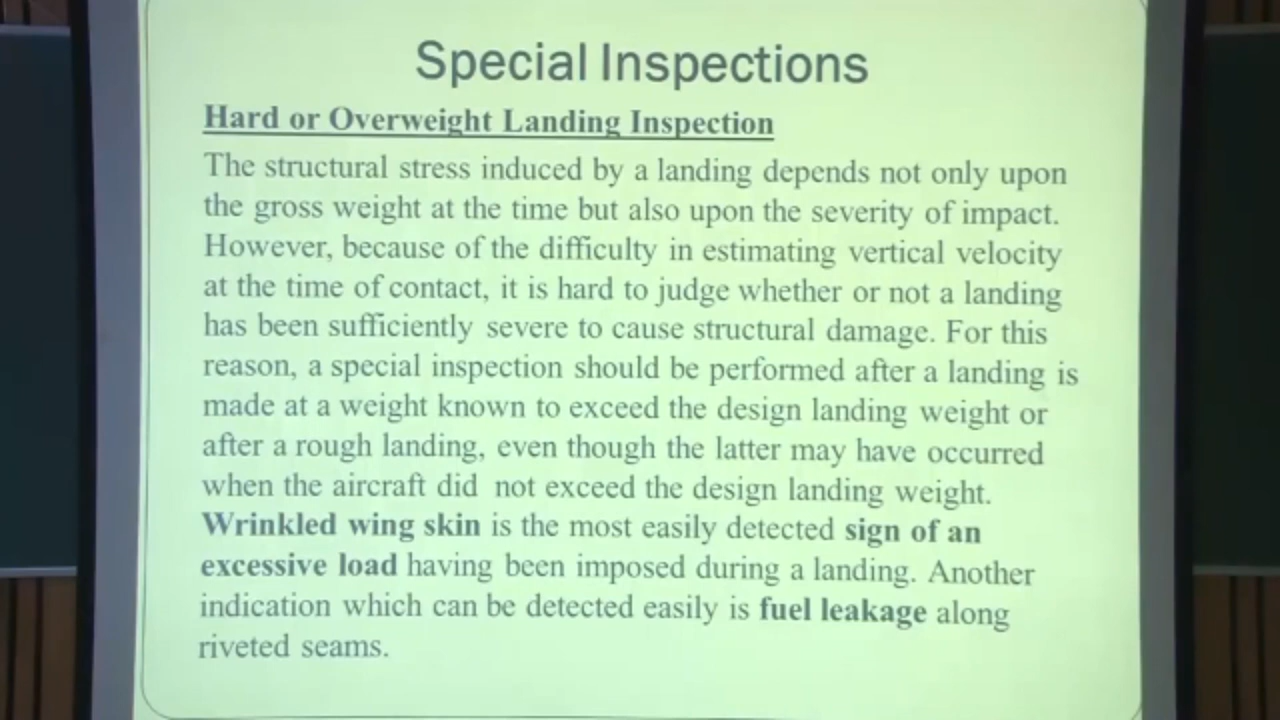 Special Inspections
Hard or Overweight Landing Inspection
The structural stress induced by a landing depends not only upon
the gross weight at the time but also upon the severity of impact.
However, because of the difficulty in estimating vertical velocity
at the time of contact, it is hard to judge whether or not a landing
has been sufficiently severe to cause structural damage. For this
reason, a special inspection should be performed after a landing is
made at a weight known to exceed the design landing weight or
after a rough landing, even though the latter may have occurred
when the aircraft did not exceed the design landing weight.
Wrinkled wing skin is the most easily detected sign of an
excessive load having been imposed during a landing. Another
indication which can be detected easily is fuel leakage along
riveted seams.